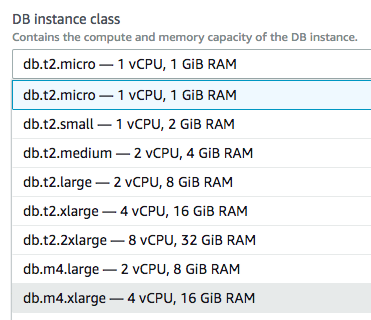 DB instance class
Contains the compute and memory capacity of the DB instance.
db.t2.micro — 1 vCPU, 1 GiB RAM
db.t2.micro — 1 vCPU, 1 GiB RAM
db.t2.small — 1 vCPU, 2 GiB RAM
db.t2.medium — 2 vCPU, 4 GiB RAM
db.t2.large — 2 vCPU, 8 GiB RAM
db.t2.xlarge — 4 vCPU, 16 GiB RAM
db.t2.2xlarge — 8 vCPU, 32 GiB RAM
db.m4.large — 2 vCPU, 8 GiB RAM
db.m4.xlarge — 4 vCPU, 16 GiB RAM